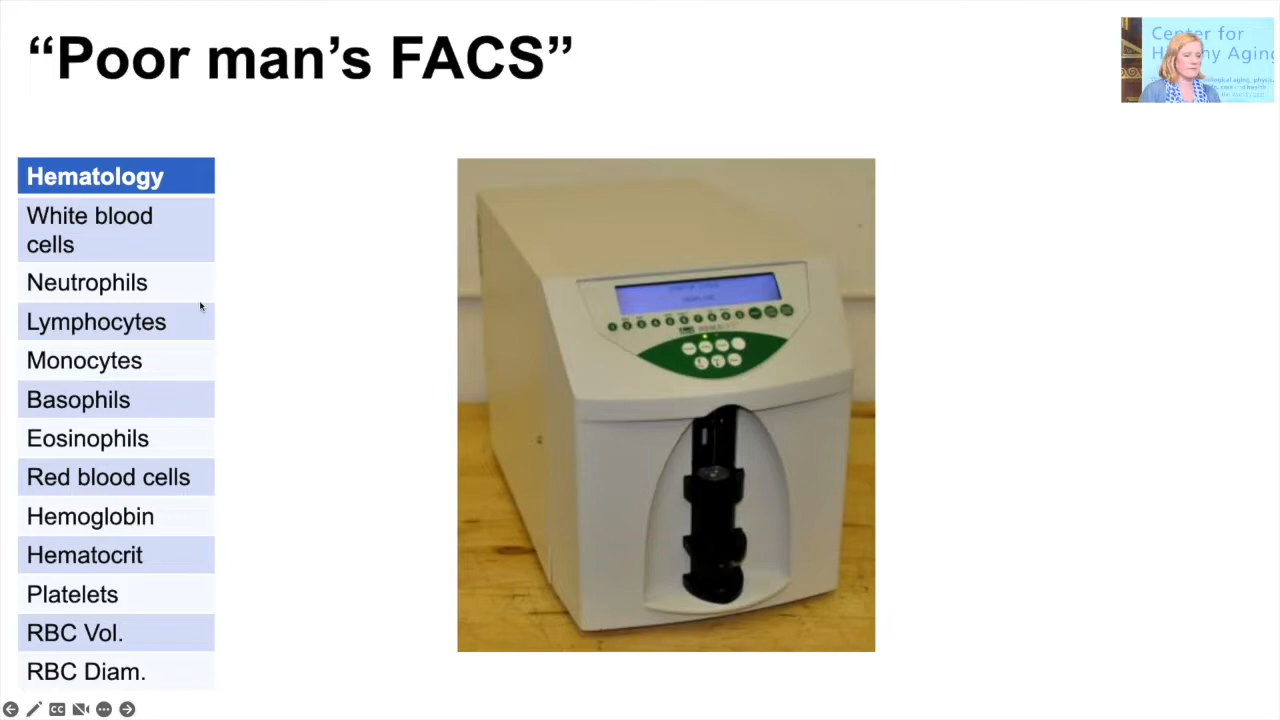 “Poor man’s FACS”
Center for
Healthy Aging
Hematology
White blood
cells
Neutrophils
Lymphocytes
Monocytes
Basophils
Eosinophils
Red blood cells
Hemoglobin
Hematocrit
Platelets
RBC Vol.
RBC Diam.
CC